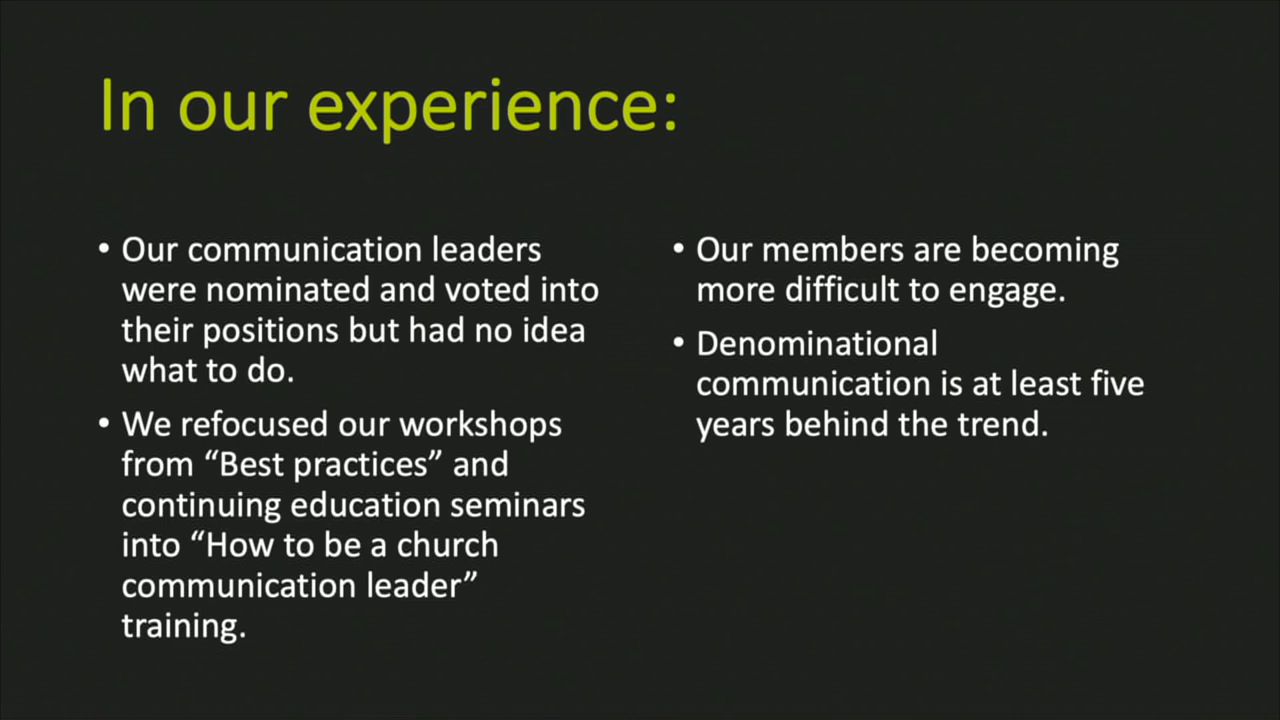 In our experience:
• Our communication leaders
were nominated and voted into
their positions but had no idea
what to do.
• We refocused our workshops
from “Best practices” and
continuing education seminars
into “How to be a church
communication leader”
training.
• Our members are becoming
more difficult to engage.
• Denominational
communication is at least five
years behind the trend.